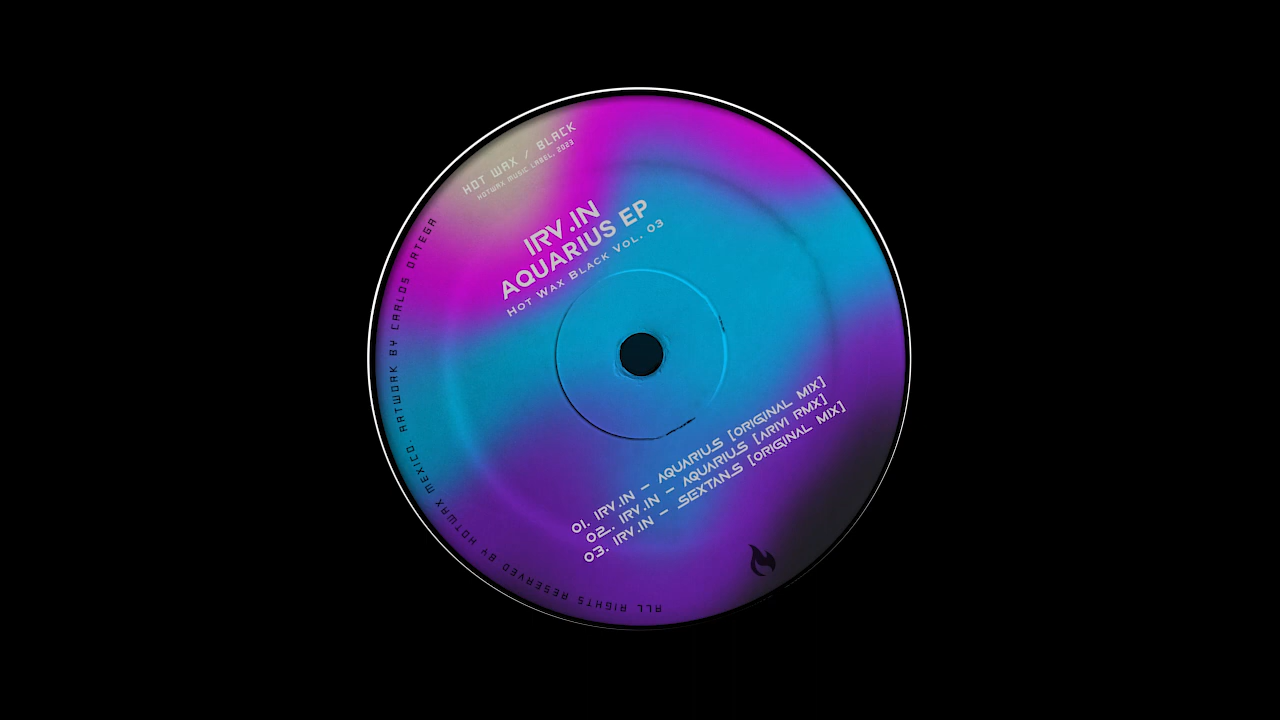 HOT WAX / BLACK
HOTWAX MUSIC LABEL, 2023
IRV.IN
AQUARIUS EP
HOT WAX BLACK VOL. 03
01. IRV.IN - AQUARIUS [ORIGINAL MIX]
02. IRV.IN - AQUARIUS [ARIVI RMX]
03. IRV.IN - SEXTANS [ORIGINAL MIX]
ALL RIGHTS RESERVED BY HOTWAX MEXICO. ARTWORK BY CARLOS ORTEGA